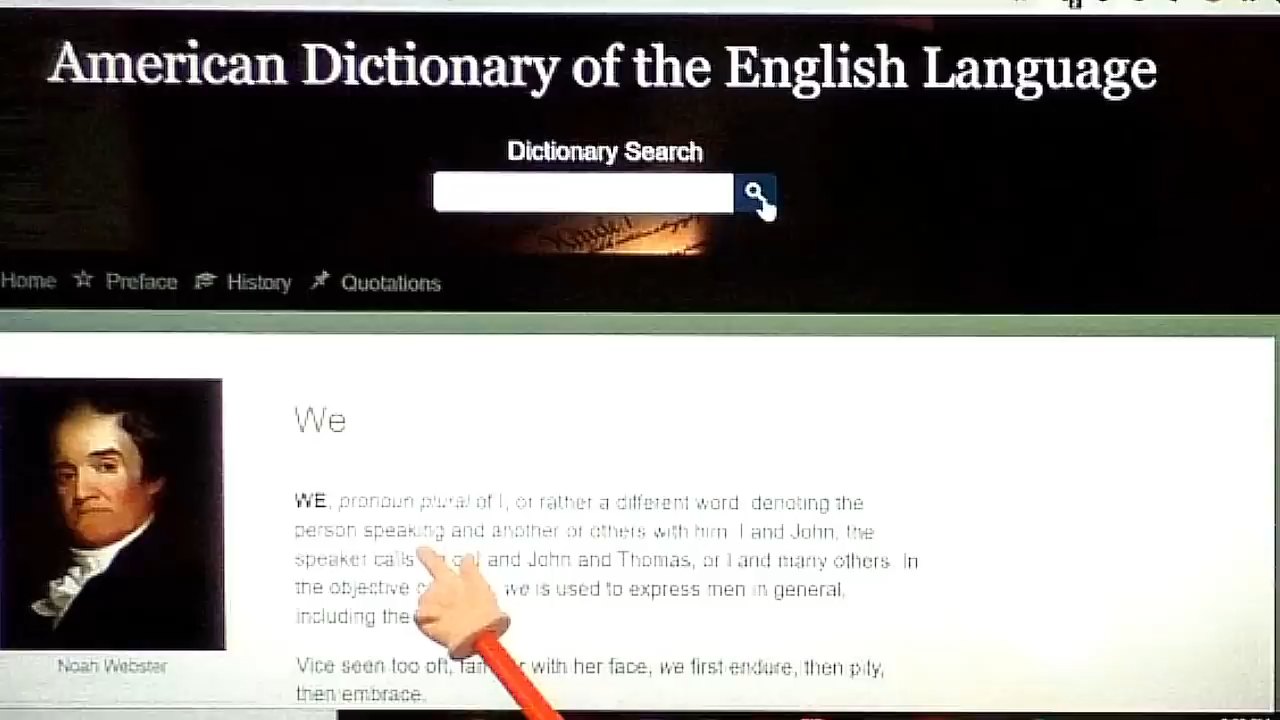 American Dictionary of the English Language
Dictionary Search
Home Preface History Quotations
We
WE, pronoun plural of I; or rather a different word denoting the
person speaking and another or others with him. I and John, the
speaker calls or I and John and Thomas, or I and many others. In
the objective we is used to express men in general,
including the
Noah Webster
Vice seen too oft, with her face, we first endure, then pity,
then embrace.